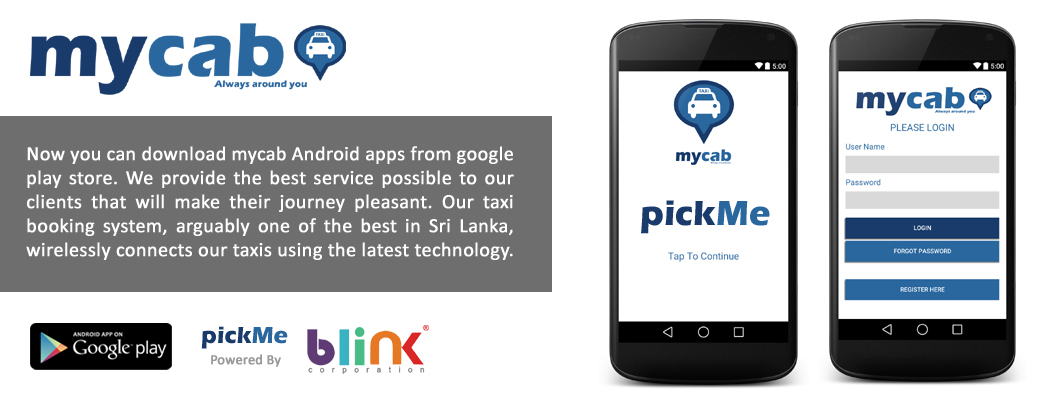 mycab
TAXI
Always around you
Now you can download mycab Android apps from google
play store. We provide the best service possible to our
clients that will make their journey pleasant. Our taxi
booking system, arguably one of the best in Sri Lanka,
wirelessly connects our taxis using the latest technology.
ANDROID APP ON
Google play
pickMe
Powered By
blink®
corporation
5:00
TAXI
mycab
pickMe
Tap To Continue
5:00
mycab
Always around you
PLEASE LOGIN
User Name
Password
LOGIN
FORGOT PASSWORD
REGISTER HERE